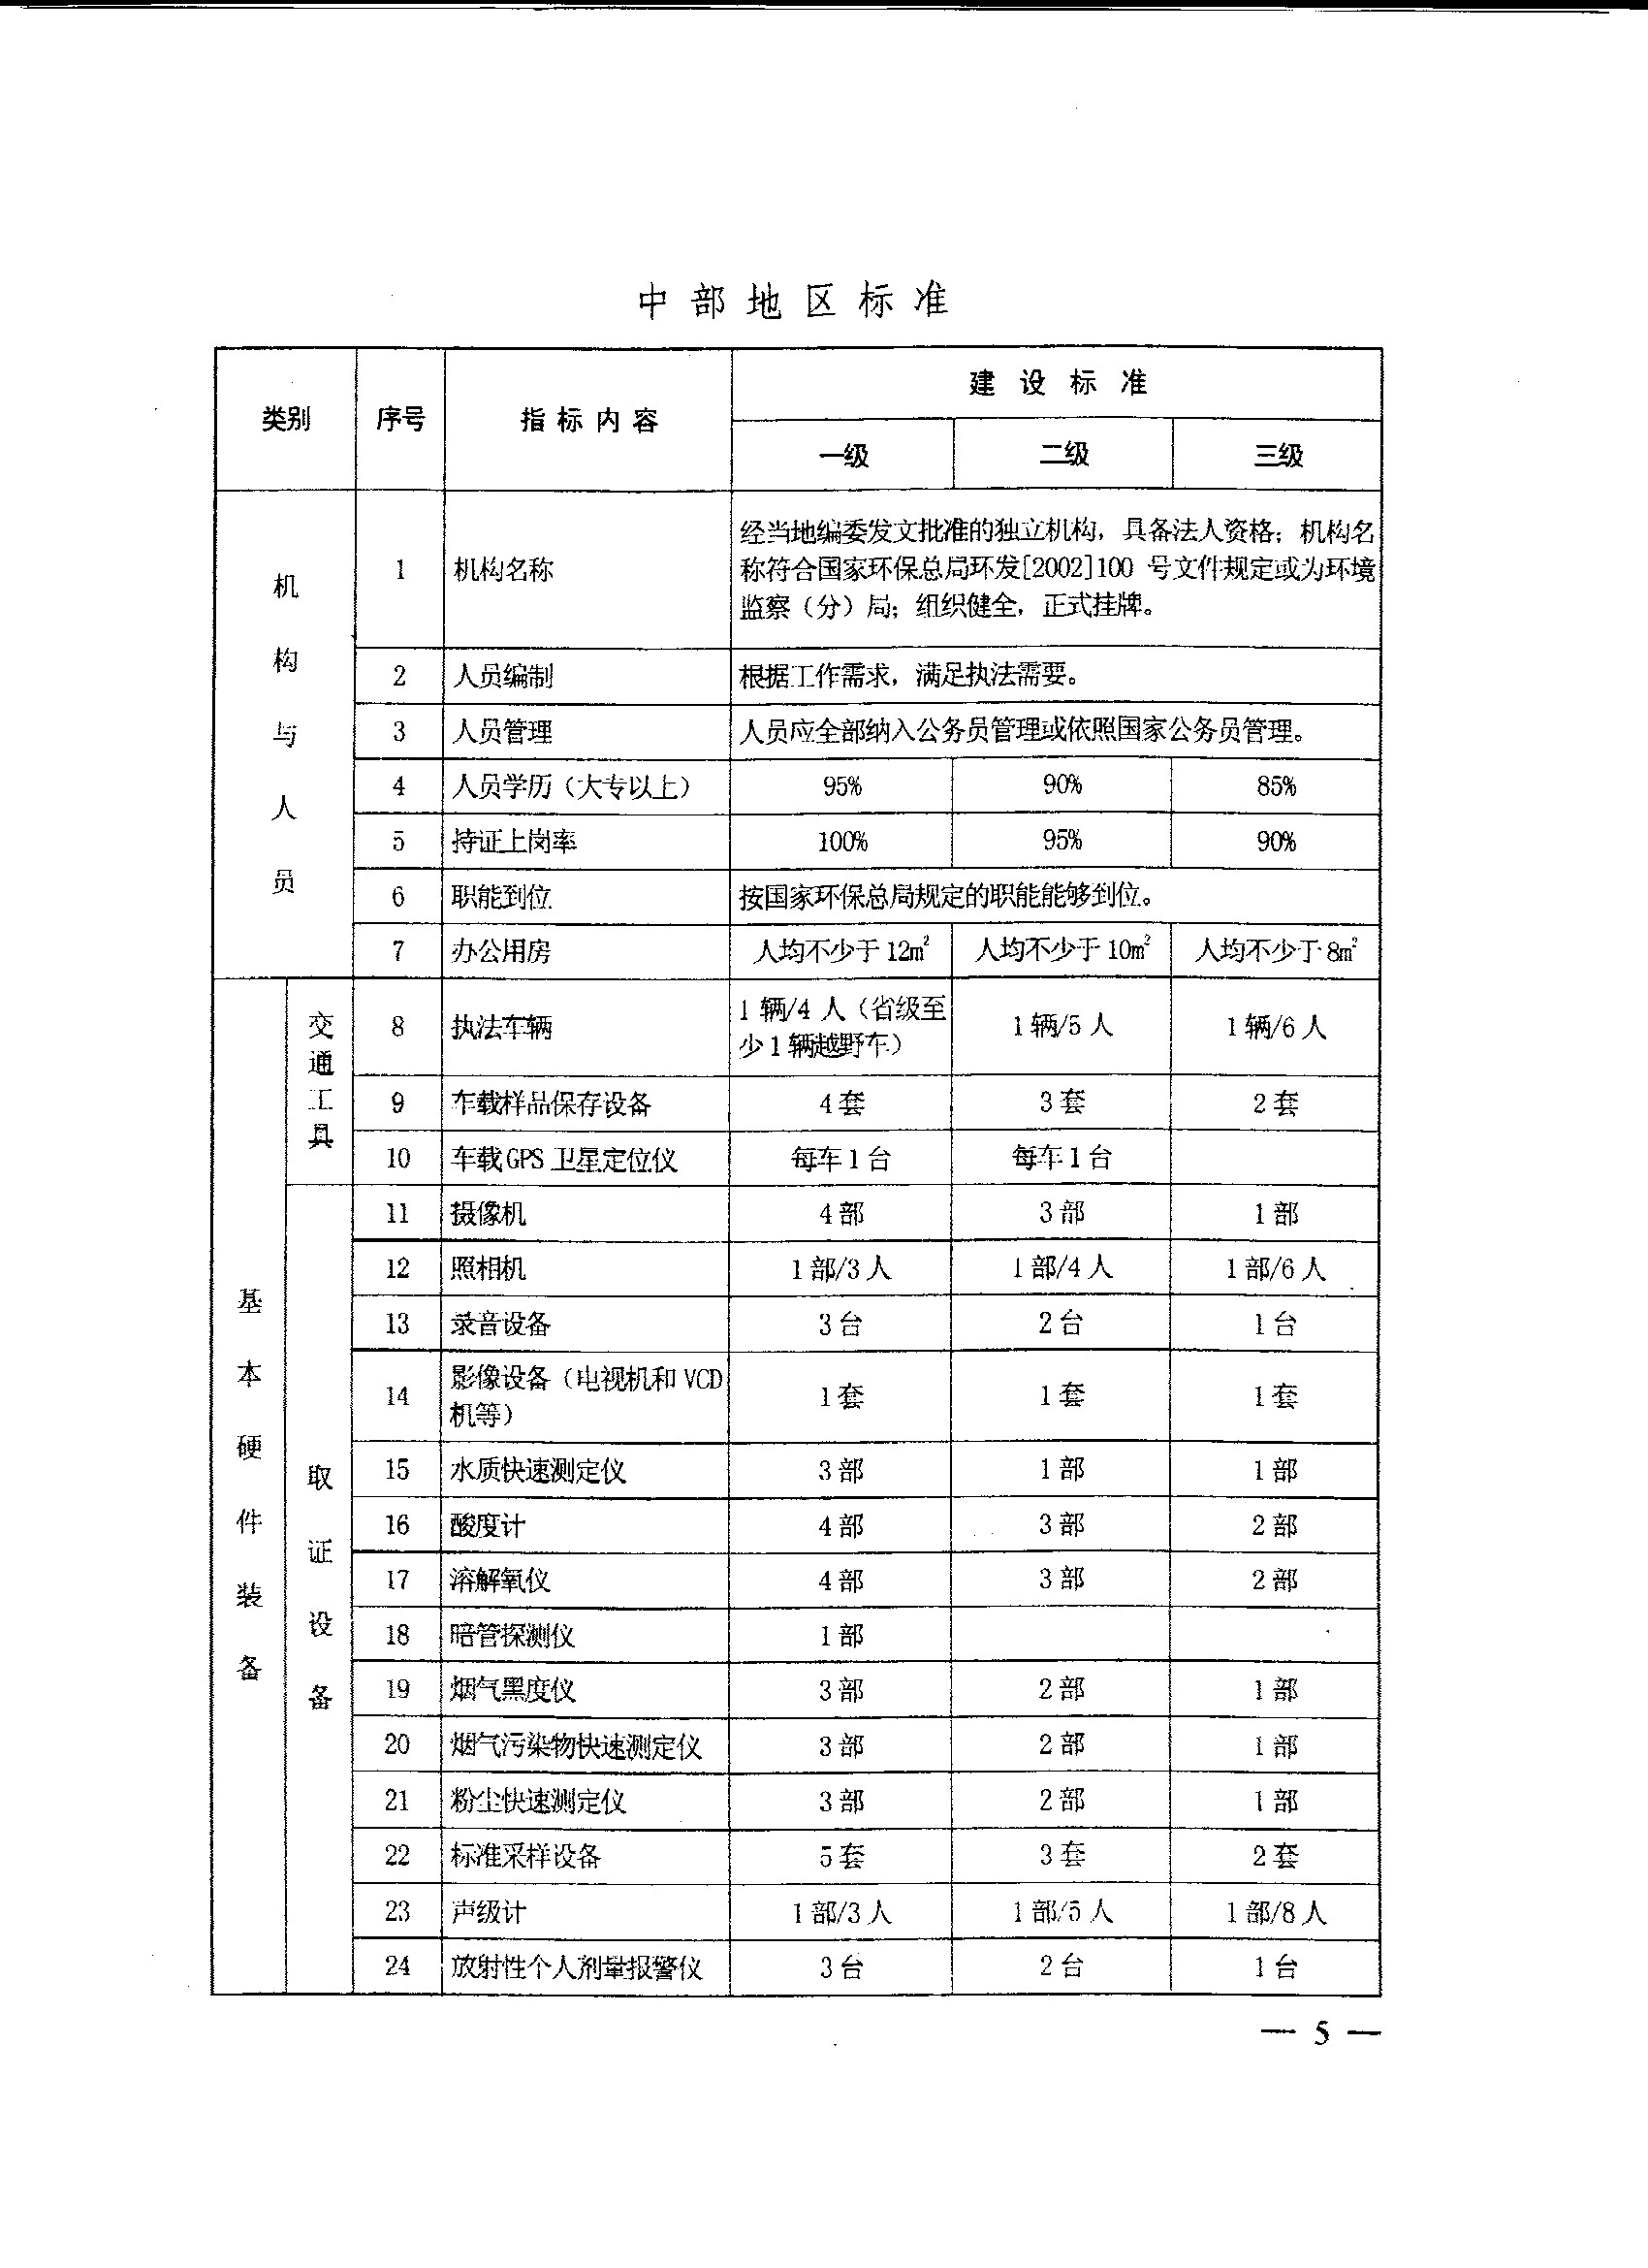 中部地区标准
类别 序号 指标内容 建设标准
一级 二级 三级
机构与人员
1 机构名称 经当地编委发文批准的独立机构，具备法人资格；机构名
称符合国家环保总局环发[2002]100 号文件规定或为环境
监察（分）局；组织健全，正式挂牌。
2 人员编制 根据工作需求，满足执法需要。
3 人员管理 人员应全部纳入公务员管理或依照国家公务员管理。
4 人员学历（大专以上） 95% 90% 85%
5 持证上岗率 100% 95% 90%
6 职能到位 按国家环保总局规定的职能能够到位。
7 办公用房 人均不少于 12㎡ 人均不少于 10㎡ 人均不少于 8㎡
基本硬件装备
交通工具
8 执法车辆 1 辆/4 人（省级至
少 1 辆越野车） 1 辆/5 人 1 辆/6 人
9 车载样品保存设备 4 套 3 套 2 套
10 车载 GPS 卫星定位仪 每车 1 台 每车 1 台
取证设备
11 摄像机 4 部 3 部 1 部
12 照相机 1 部/3 人 1 部/4 人 1 部/6 人
13 录音设备 3 台 2 台 1 台
14 影像设备（电视机和 VCD
机等） 1 套 1 套 1 套
15 水质快速测定仪 3 部 1 部 1 部
16 酸度计 4 部 3 部 2 部
17 溶解氧仪 4 部 3 部 2 部
18 暗管探测仪 1 部
19 烟气黑度仪 3 部 2 部 1 部
20 烟气污染物快速测定仪 3 部 2 部 1 部
21 粉尘快速测定仪 3 部 2 部 1 部
22 标准采样设备 5 套 3 套 2 套
23 声级计 1 部/3 人 1 部/5 人 1 部/8 人
24 放射性个人剂量报警仪 3 台 2 台 1 台
— 5 —